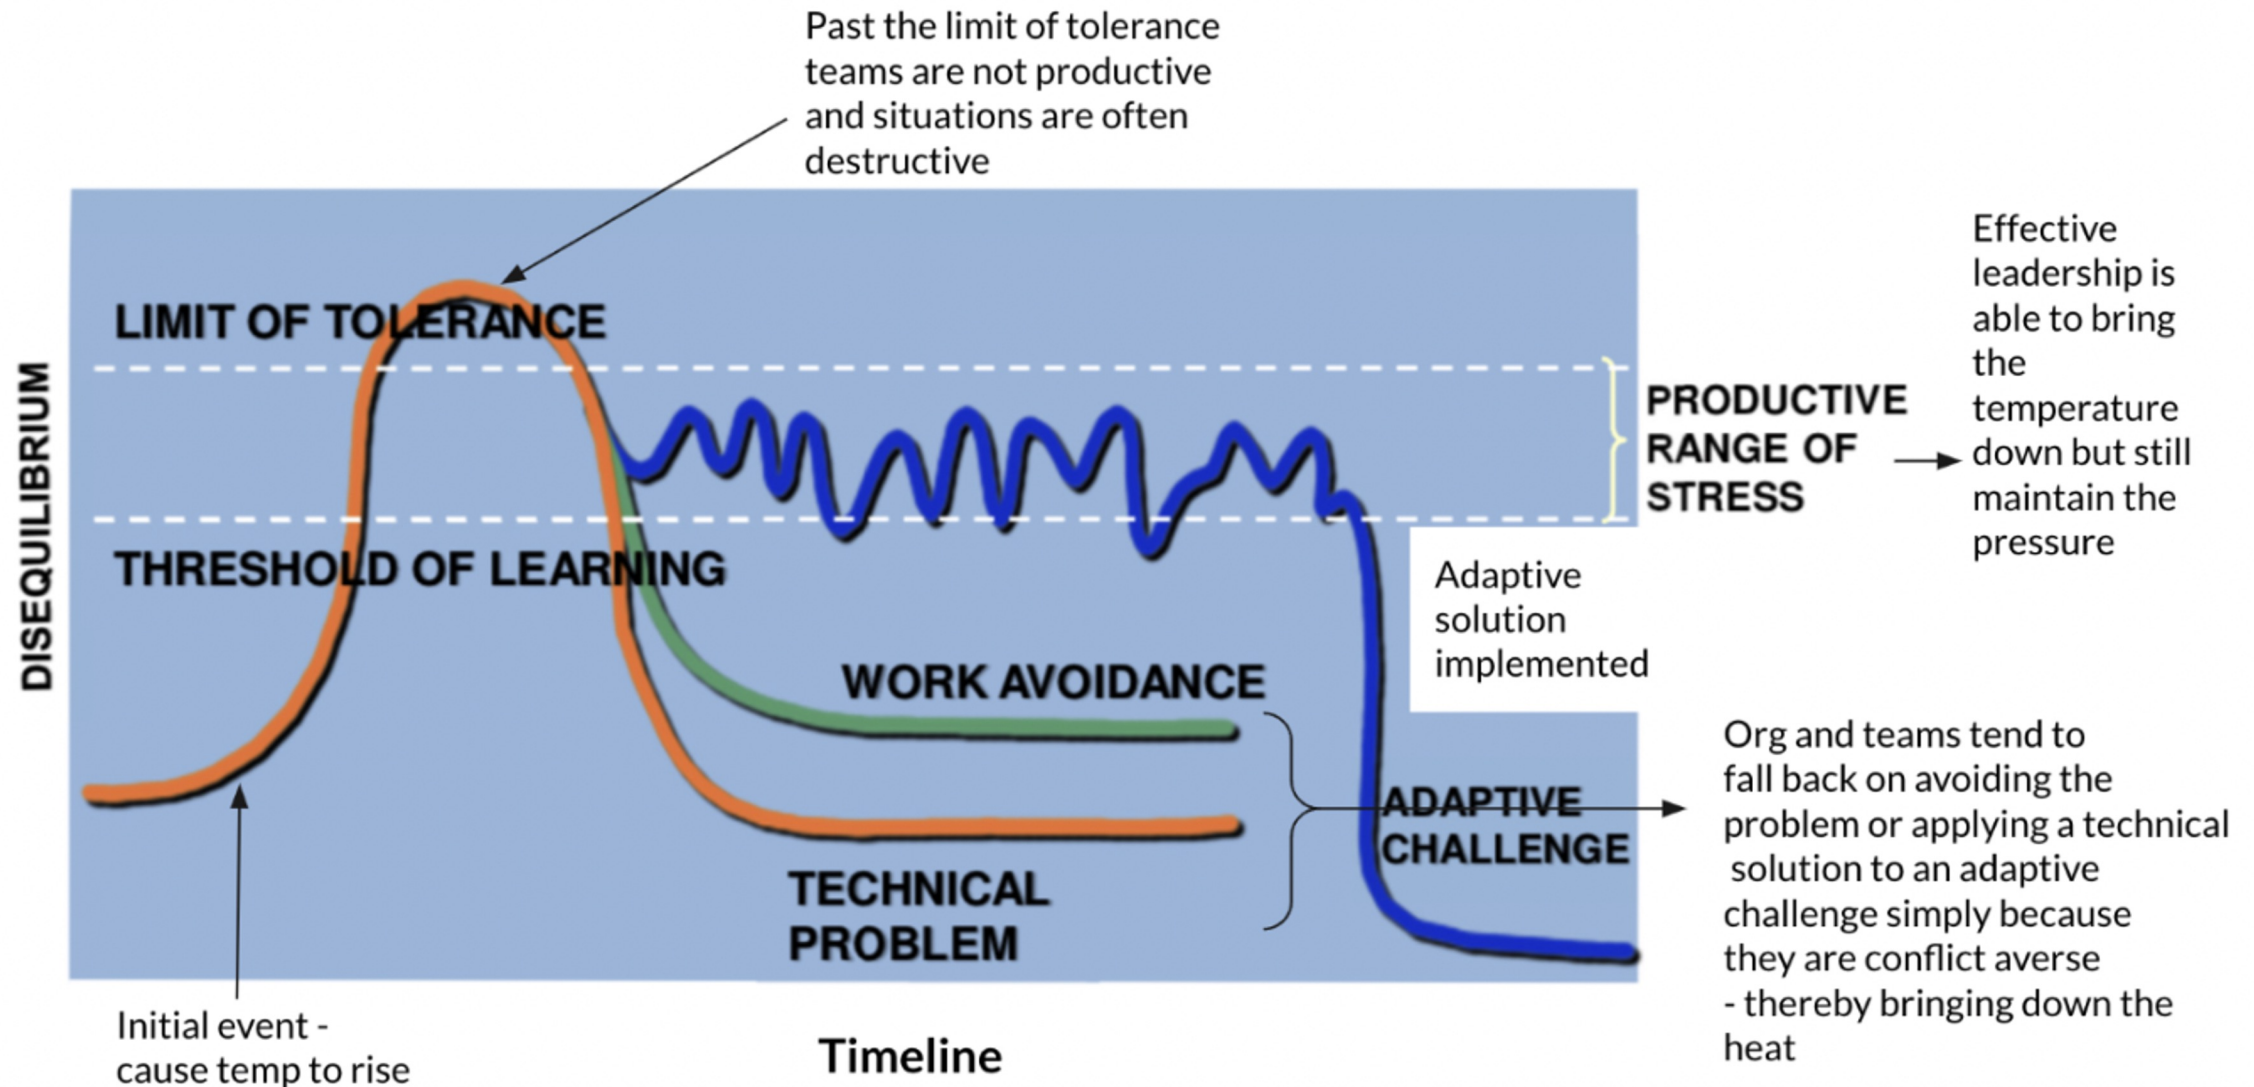 Past the limit of tolerance
teams are not productive
and situations are often
destructive
Effective
leadership is
able to bring
the
temperature
down but still
maintain the
pressure
LIMIT OF TOLERANCE
DISEQUILIBRIUM
PRODUCTIVE
RANGE OF
STRESS
THRESHOLD OF LEARNING
Adaptive
solution
implemented
WORK AVOIDANCE
Org and teams tend to
fall back on avoiding the
problem or applying a technical
solution to an adaptive
challenge simply because
they are conflict averse
- thereby bringing down the
heat
ADAPTIVE
CHALLENGE
TECHNICAL
PROBLEM
Initial event -
cause temp to rise
Timeline